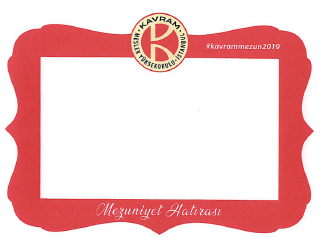 KAVRAM
MESLEK YÜKSEKOKULU - İSTANBUL
K
#kavrammezun2019
Mezuniyet Hatırası